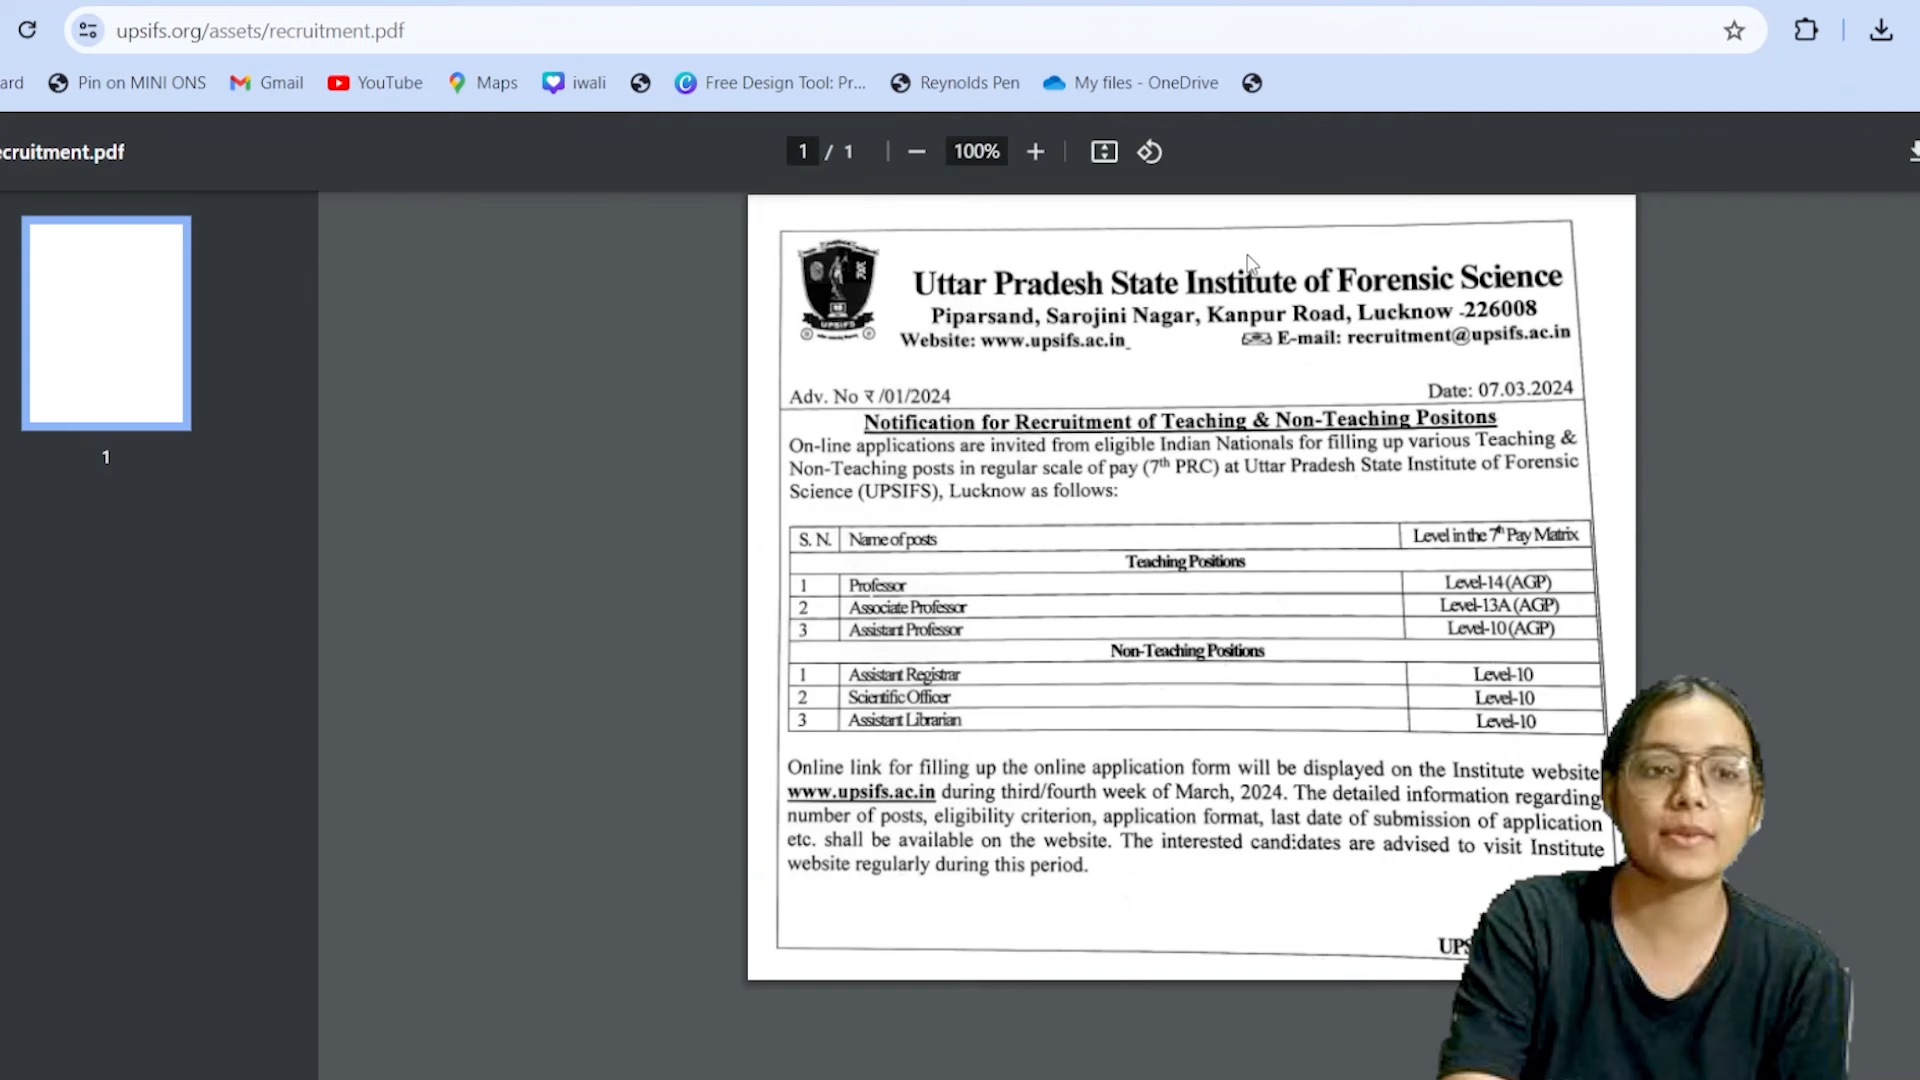 upsifs.org/assets/recruitment.pdf
ard Pin on MINI ONS Gmail YouTube Maps iwali Free Design Tool: Pr... Reynolds Pen My files - OneDrive
ecruitment.pdf 1 / 1 100%
1
UPSIFS
Uttar Pradesh State Institute of Forensic Science
Piparsand, Sarojini Nagar, Kanpur Road, Lucknow -226008
Website: www.upsifs.ac.in_ E-mail: recruitment@upsifs.ac.in
Adv. No र /01/2024 Date: 07.03.2024
Notification for Recruitment of Teaching & Non-Teaching Positons
On-line applications are invited from eligible Indian Nationals for filling up various Teaching &
Non-Teaching posts in regular scale of pay (7th PRC) at Uttar Pradesh State Institute of Forensic
Science (UPSIFS), Lucknow as follows:
S. N. Name of posts Level in the 7th Pay Matrix
Teaching Positions
1 Professor Level-14 (AGP)
2 Associate Professor Level-13A (AGP)
3 Assistant Professor Level-10 (AGP)
Non-Teaching Positions
1 Assistant Registrar Level-10
2 Scientific Officer Level-10
3 Assistant Librarian Level-10
Online link for filling up the online application form will be displayed on the Institute website
www.upsifs.ac.in during third/fourth week of March, 2024. The detailed information regarding
number of posts, eligibility criterion, application format, last date of submission of application
etc. shall be available on the website. The interested candidates are advised to visit Institute
website regularly during this period.
UPS